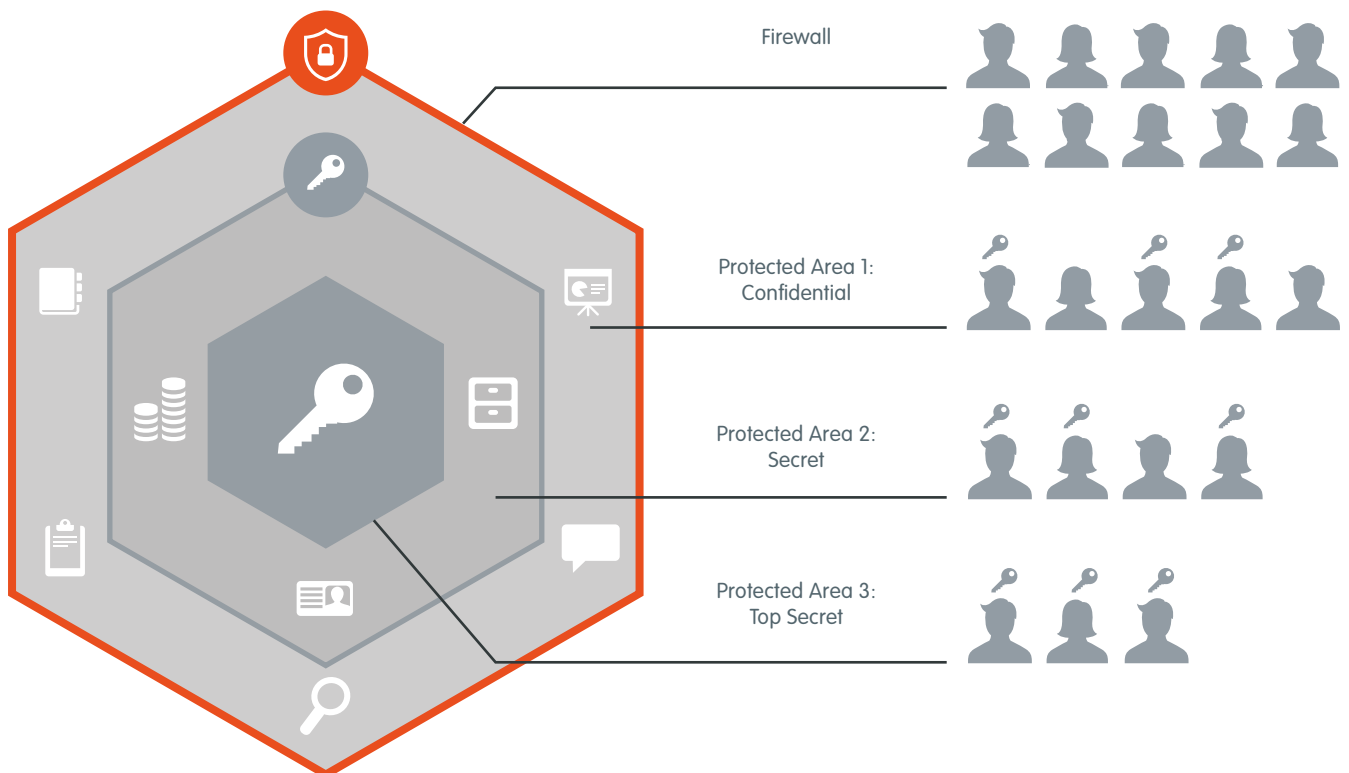 Firewall
Protected Area 1:
Confidential
Protected Area 2:
Secret
Protected Area 3:
Top Secret